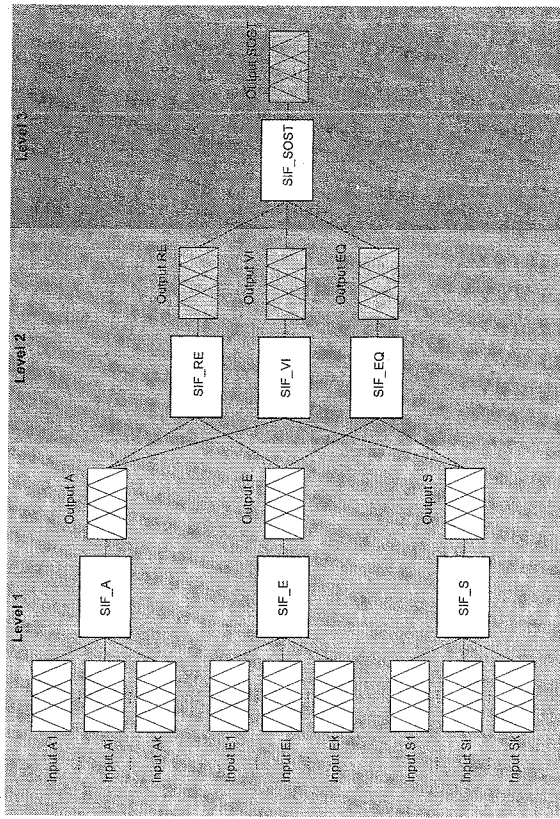 Level 1
Level 2
Level 3
Input A1
Input Ai
Input Ak
SIF_A
Output A
Input E1
Input Ei
Input Ek
SIF_E
Output E
Input S1
Input Si
Input Sk
SIF_S
Output S
SIF_RE
Output RE
SIF_VI
Output VI
SIF_EQ
Output EQ
SIF_SOST
Output SOST